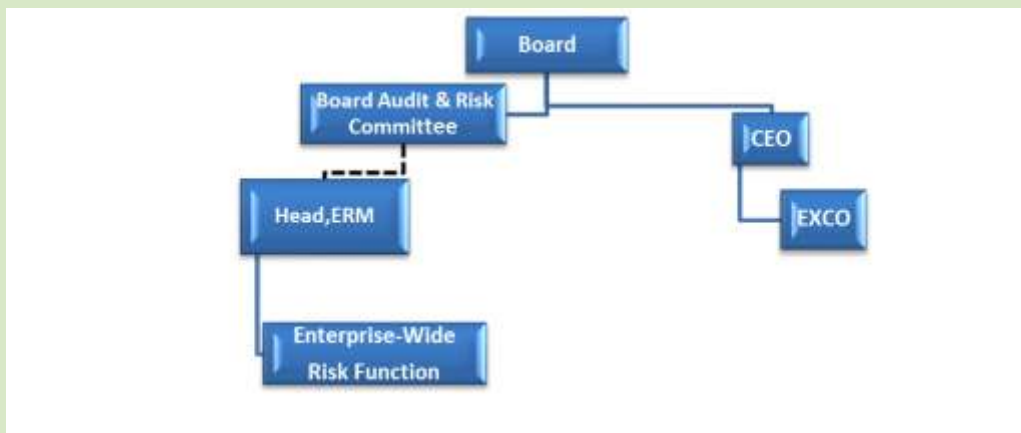 Board
Board Audit & Risk
Committee
CEO
Head,ERM
EXCO
Enterprise-Wide
Risk Function